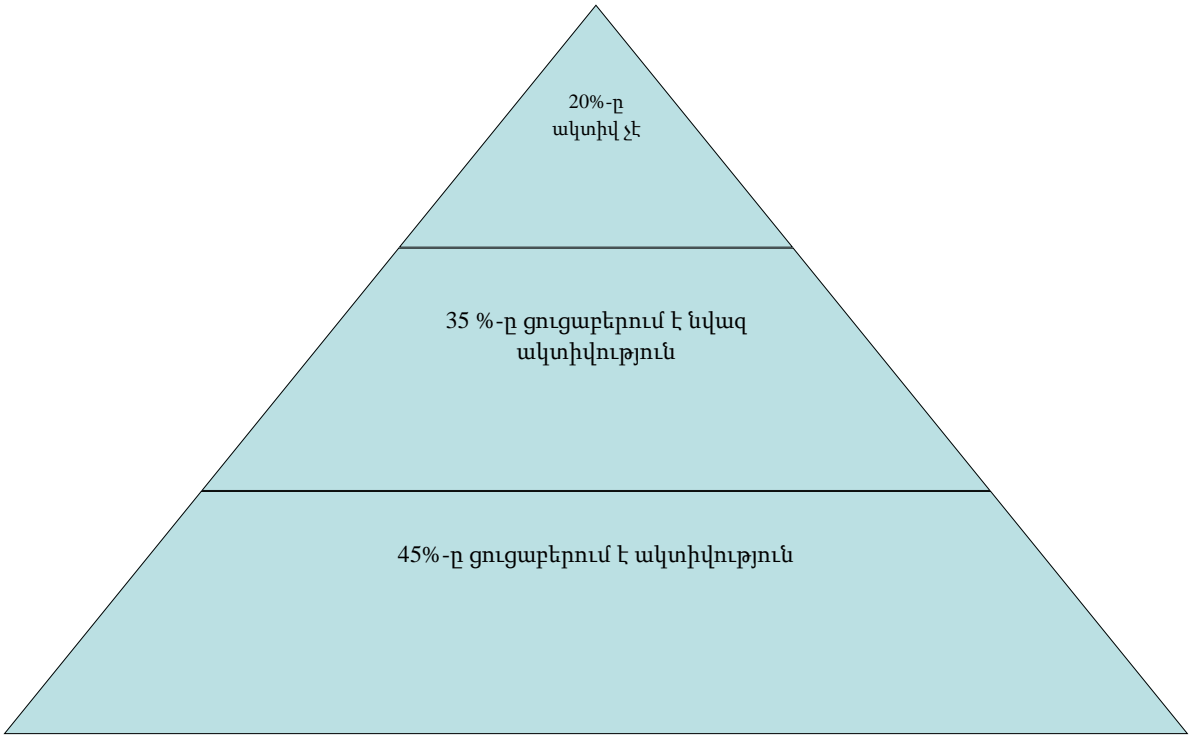 20%-ը
ակտիվ չէ
35 %-ը ցուցաբերում է նվազ
ակտիվություն
45%-ը ցուցաբերում է ակտիվություն